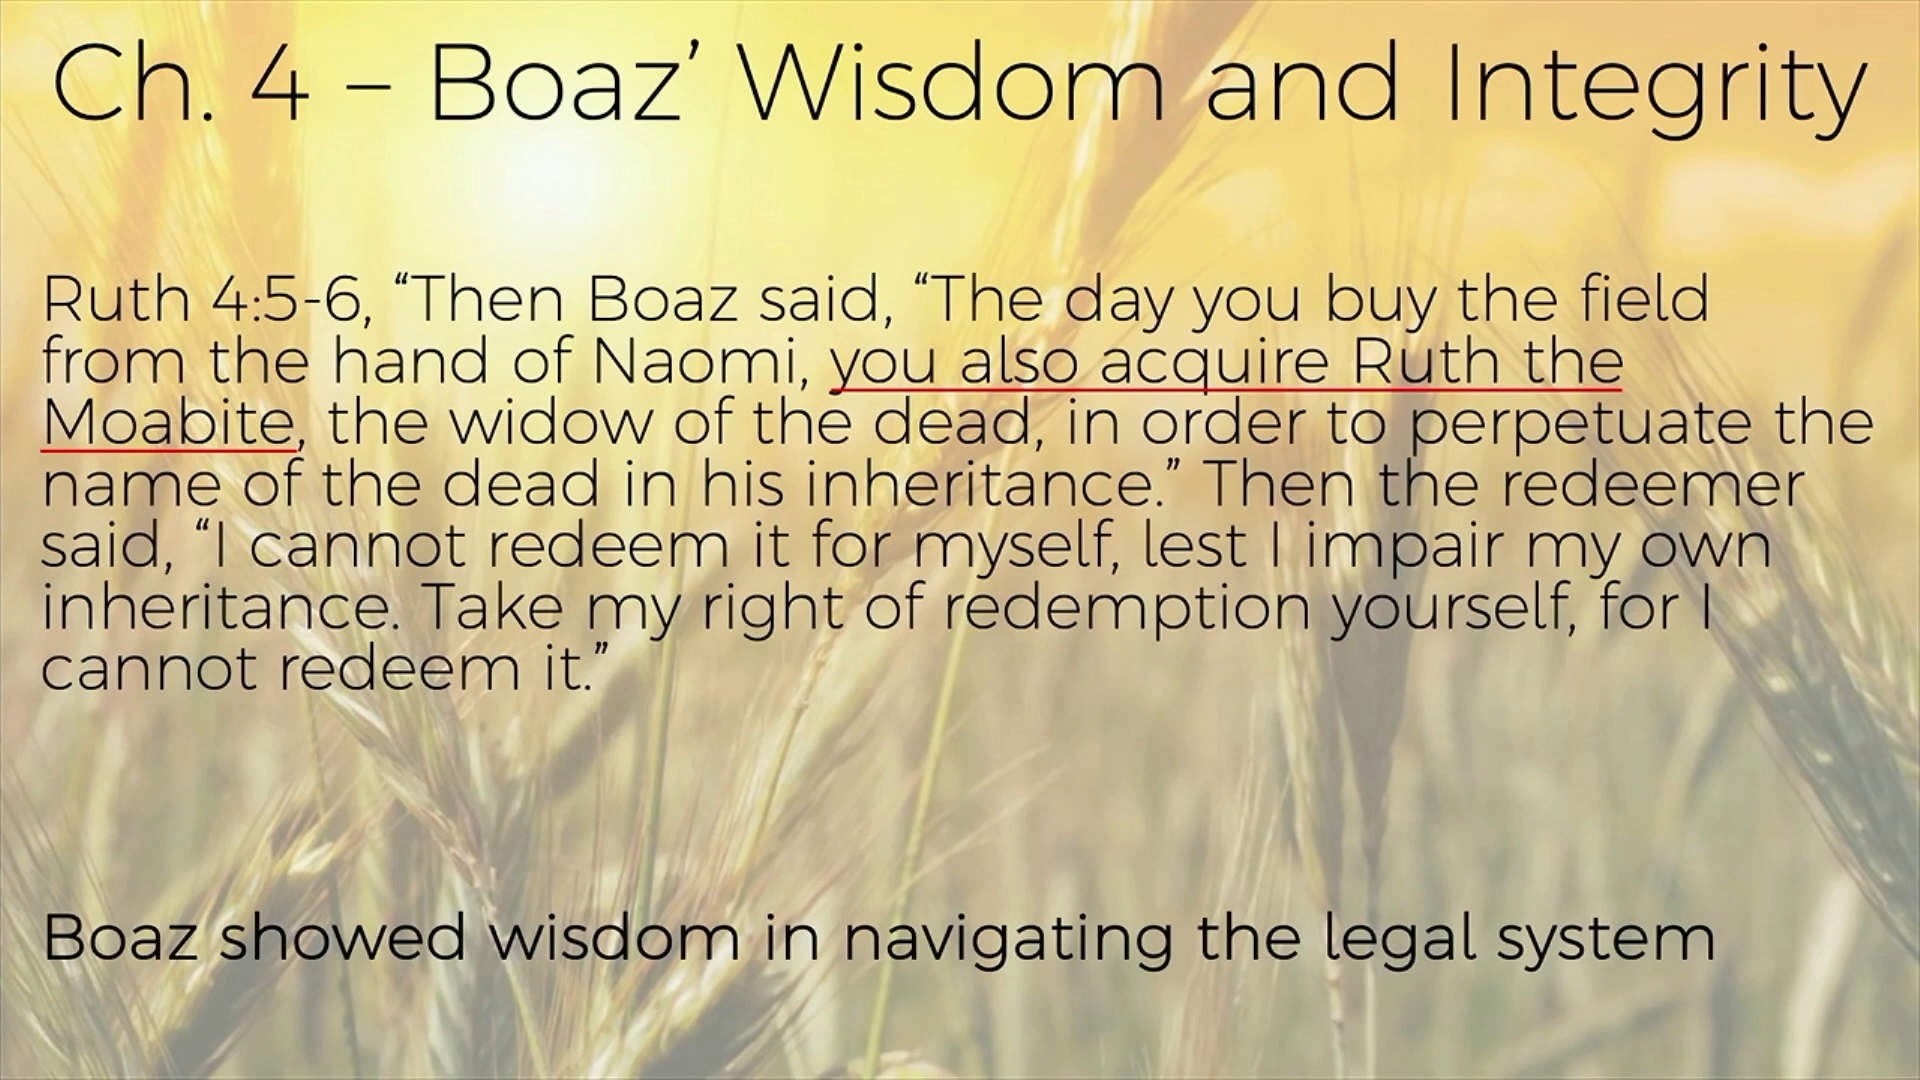 Ch. 4 – Boaz’ Wisdom and Integrity
Ruth 4:5-6, “Then Boaz said, “The day you buy the field
from the hand of Naomi, you also acquire Ruth the
Moabite, the widow of the dead, in order to perpetuate the
name of the dead in his inheritance.” Then the redeemer
said, “I cannot redeem it for myself, lest I impair my own
inheritance. Take my right of redemption yourself, for I
cannot redeem it.”
Boaz showed wisdom in navigating the legal system